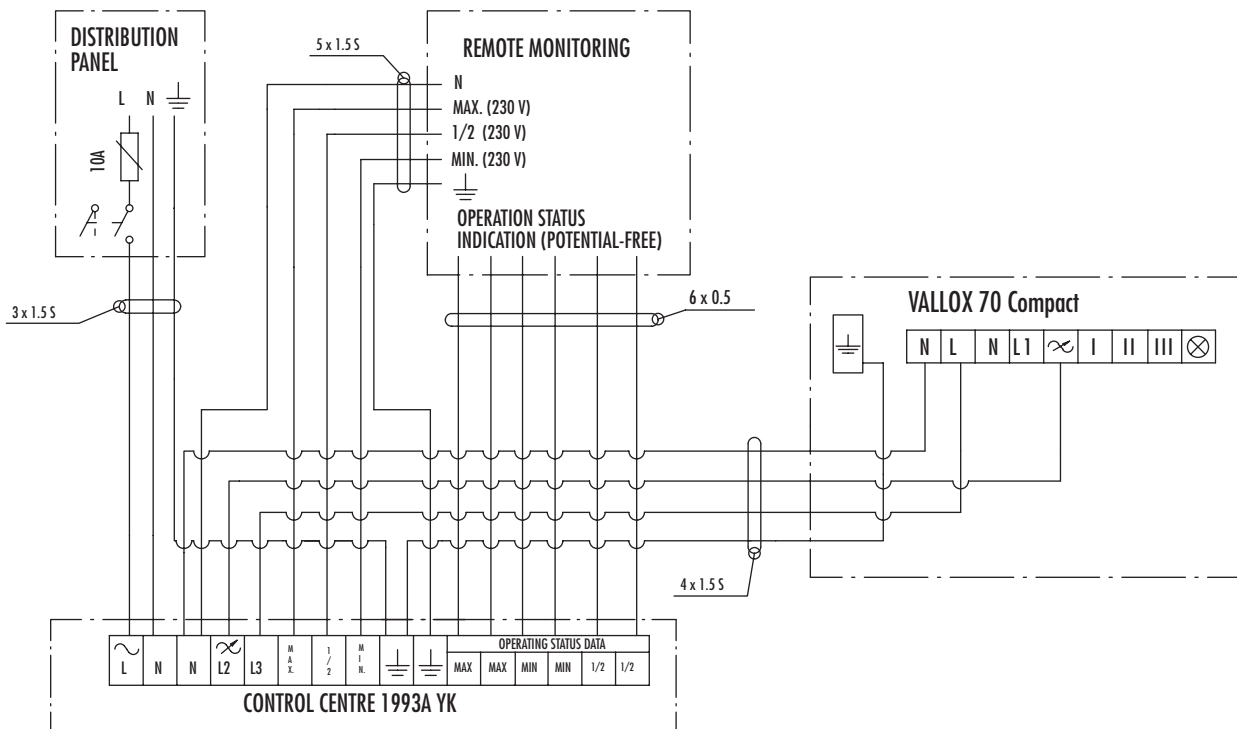 DISTRIBUTION
PANEL
L N
10A
3 x 1.5 S
5 x 1.5 S
REMOTE MONITORING
N
MAX. (230 V)
1/2 (230 V)
MIN. (230 V)
OPERATION STATUS
INDICATION (POTENTIAL-FREE)
6 x 0.5
VALLOX 70 Compact
N L N L1 I II III
4 x 1.5 S
OPERATING STATUS DATA
L N N L2 L3 MAX. 1/2 MIN. MAX MAX MIN MIN 1/2 1/2
CONTROL CENTRE 1993A YK